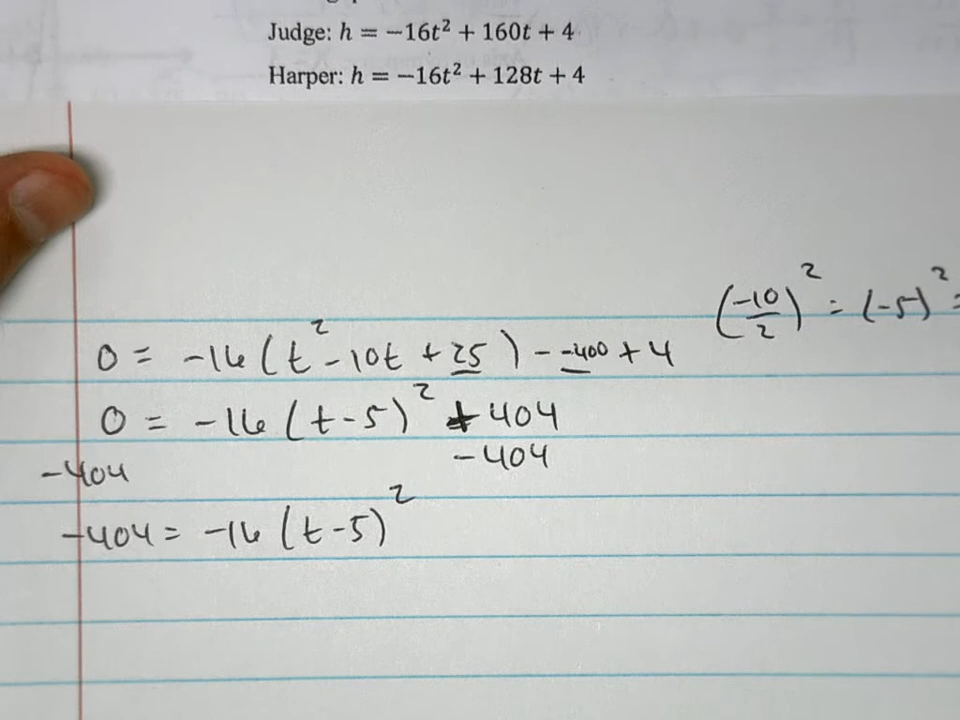 Judge: h = −16t² + 160t + 4
Harper: h = −16t² + 128t + 4
(-10/2)² = (-5)² =
0 = -16(t² - 10t + 25) - -400 + 4
0 = -16(t-5)² + 404
-404 -404
-404 = -16(t-5)²